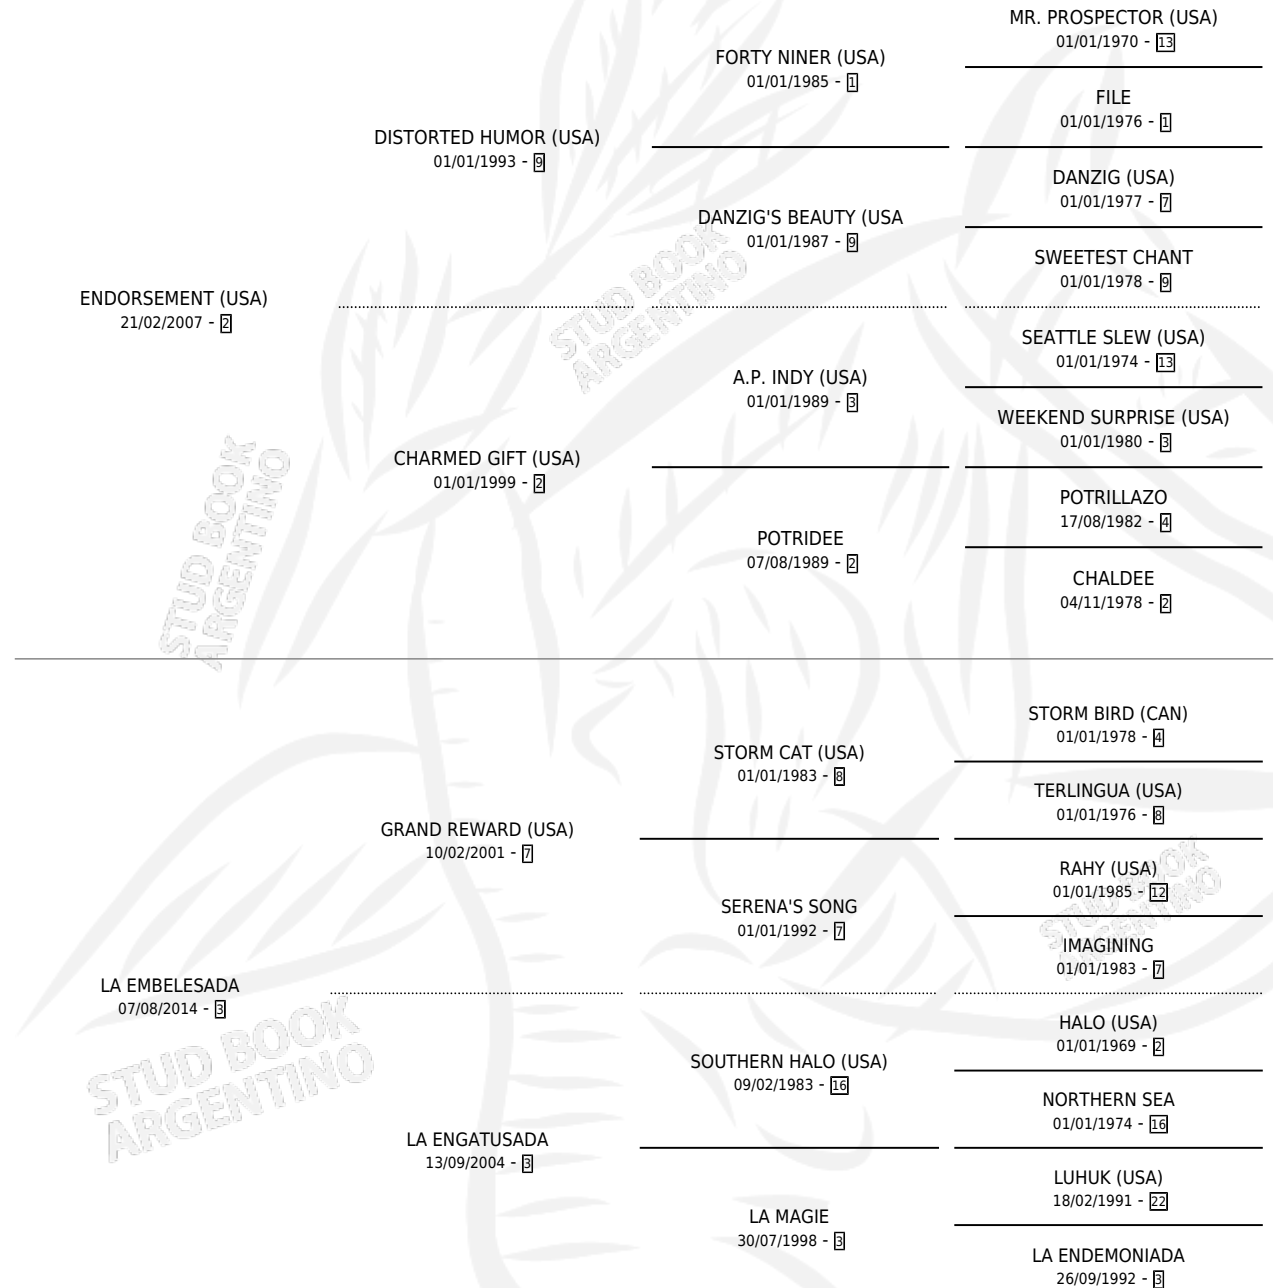 MR. PROSPECTOR (USA)
01/01/1970 - 13
FORTY NINER (USA)
01/01/1985 - 1
FILE
01/01/1976 - 1
DISTORTED HUMOR (USA)
01/01/1993 - 9
DANZIG (USA)
01/01/1977 - 7
DANZIG'S BEAUTY (USA
01/01/1987 - 9
SWEETEST CHANT
01/01/1978 - 9
ENDORSEMENT (USA)
21/02/2007 - 2
SEATTLE SLEW (USA)
01/01/1974 - 13
A.P. INDY (USA)
01/01/1989 - 3
WEEKEND SURPRISE (USA)
01/01/1980 - 3
CHARMED GIFT (USA)
01/01/1999 - 2
POTRILLAZO
17/08/1982 - 4
POTRIDEE
07/08/1989 - 2
CHALDEE
04/11/1978 - 2
STUD BOOK
ARGENTINO
STUD BOOK
ARGENTINO
STORM BIRD (CAN)
01/01/1978 - 4
STORM CAT (USA)
01/01/1983 - 8
TERLINGUA (USA)
01/01/1976 - 8
GRAND REWARD (USA)
10/02/2001 - 7
RAHY (USA)
01/01/1985 - 12
SERENA'S SONG
01/01/1992 - 7
IMAGINING
01/01/1983 - 7
LA EMBELESADA
07/08/2014 - 3
HALO (USA)
01/01/1969 - 2
SOUTHERN HALO (USA)
09/02/1983 - 16
NORTHERN SEA
01/01/1974 - 16
LA ENGATUSADA
13/09/2004 - 3
LUHUK (USA)
18/02/1991 - 22
LA MAGIE
30/07/1998 - 3
LA ENDEMONIADA
26/09/1992 - 3
STUD BOOK
ARGENTINO
STUD BOOK
ARGENTINO